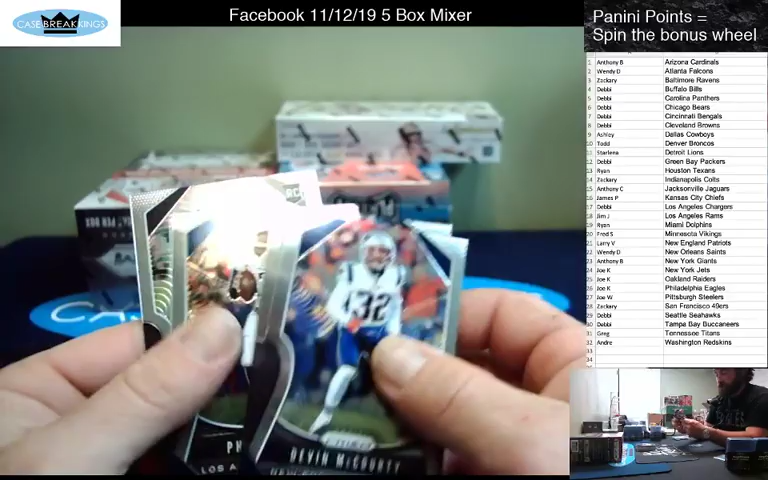 Facebook 11/12/19 5 Box Mixer
CASE BREAK KINGS
Panini Points =
Spin the bonus wheel
1 Anthony B Arizona Cardinals
2 Wendy D Atlanta Falcons
3 Zackary Baltimore Ravens
4 Debbi Buffalo Bills
5 Debbi Carolina Panthers
6 Debbi Chicago Bears
7 Debbi Cincinnati Bengals
8 Debbi Cleveland Browns
9 Ashley Dallas Cowboys
10 Todd Denver Broncos
11 Starlena Detroit Lions
12 Debbi Green Bay Packers
13 Ryan Houston Texans
14 Zackary Indianapolis Colts
15 Anthony C Jacksonville Jaguars
16 James P Kansas City Chiefs
17 Debbi Los Angeles Chargers
18 Jim J Los Angeles Rams
19 Ryan Miami Dolphins
20 Fred S Minnesota Vikings
21 Larry V New England Patriots
22 Wendy D New Orleans Saints
23 Anthony B New York Giants
24 Joe K New York Jets
25 Joe K Oakland Raiders
26 Joe K Philadelphia Eagles
27 Joe W Pittsburgh Steelers
28 Zackary San Francisco 49ers
29 Debbi Seattle Seahawks
30 Debbi Tampa Bay Buccaneers
31 Greg Tennessee Titans
32 Andre Washington Redskins
33
34
32
CA
PH
LOS A
DEVIN McCOURTY